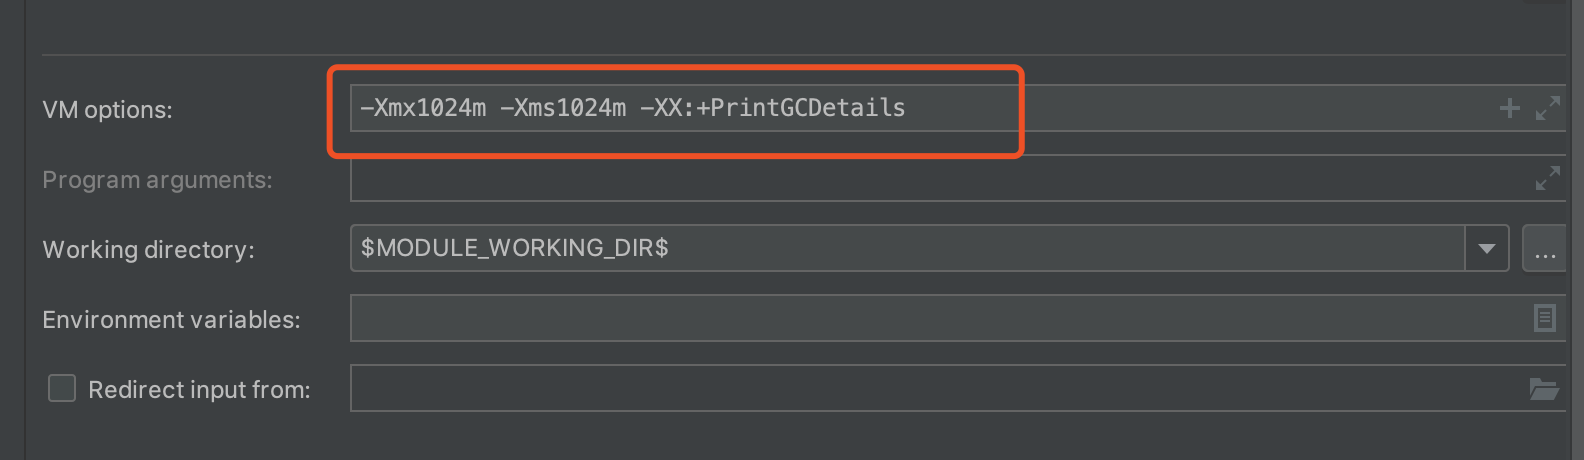 VM options: -Xmx1024m -Xms1024m -XX:+PrintGCDetails
Program arguments:
Working directory: $MODULE_WORKING_DIR$ ...
Environment variables:
Redirect input from: